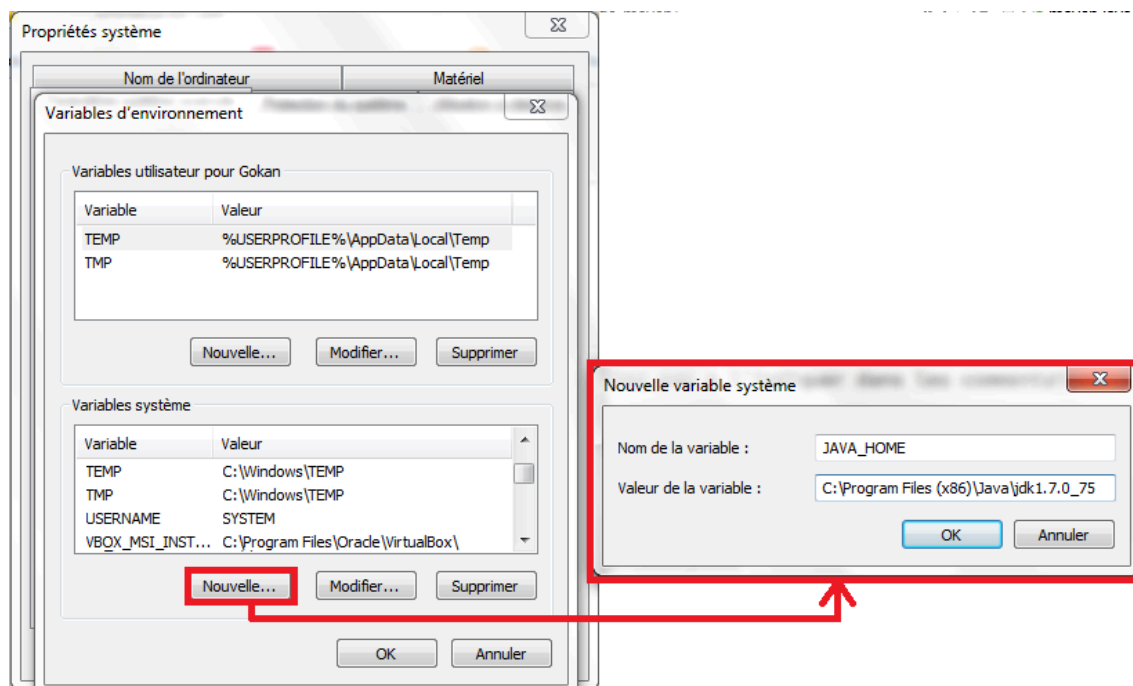 Propriétés système
Nom de l'ordinateur Matériel
Variables d'environnement
Variables utilisateur pour Gokan
Variable Valeur
TEMP %USERPROFILE%\AppData\Local\Temp
TMP %USERPROFILE%\AppData\Local\Temp
Nouvelle... Modifier... Supprimer
Variables système
Variable Valeur
TEMP C:\Windows\TEMP
TMP C:\Windows\TEMP
USERNAME SYSTEM
VBOX_MSI_INST... C:\Program Files\Oracle\VirtualBox\
Nouvelle... Modifier... Supprimer
OK Annuler
Nouvelle variable système
Nom de la variable : JAVA_HOME
Valeur de la variable : C:\Program Files (x86)\Java\jdk1.7.0_75
OK Annuler